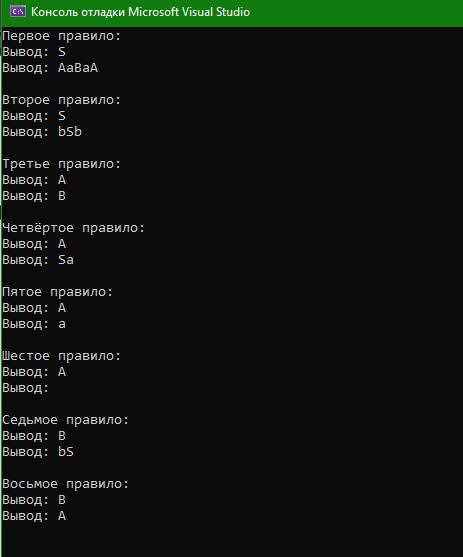 Консоль отладки Microsoft Visual Studio
Первое правило:
Вывод: S
Вывод: AaBaA
Второе правило:
Вывод: S
Вывод: bSb
Третье правило:
Вывод: A
Вывод: B
Четвёртое правило:
Вывод: A
Вывод: Sa
Пятое правило:
Вывод: A
Вывод: a
Шестое правило:
Вывод: A
Вывод:
Седьмое правило:
Вывод: B
Вывод: bS
Восьмое правило:
Вывод: B
Вывод: A